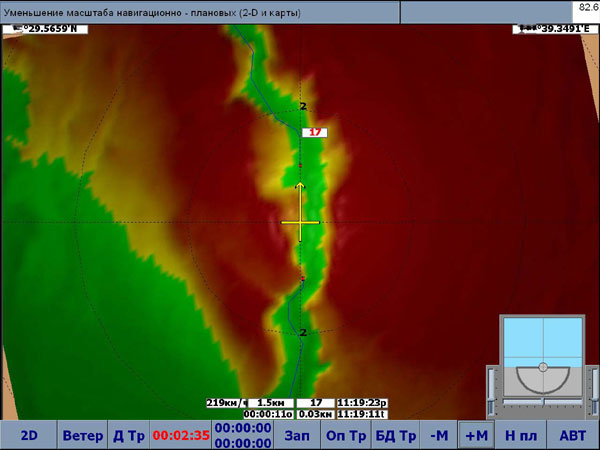 Уменьшение масштаба навигационно - плановых (2-D и карты)
82.6
°29.5659'N
°39.3491'E
2
17
2
219км/ч 1.5км 17 11:19:23р
00:00:11о 0.03км 11:19:11t
2D Ветер Д Тр 00:02:35 00:00:00 Зап Оп Тр БД Тр -М +М Н пл АВТ
00:00:00